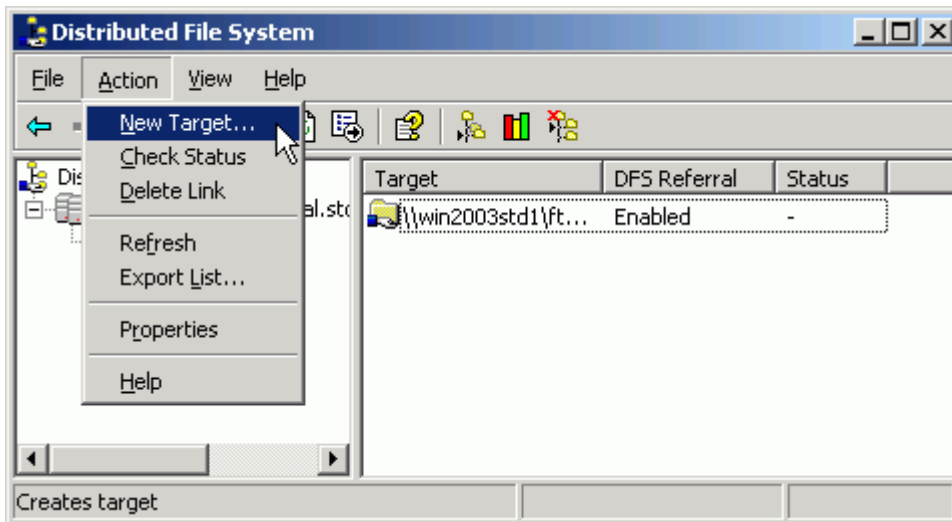 Distributed File System
File Action View Help
New Target...
Check Status
Delete Link
Refresh
Export List...
Properties
Help
Target DFS Referral Status
\\win2003std1\ft... Enabled -
Creates target